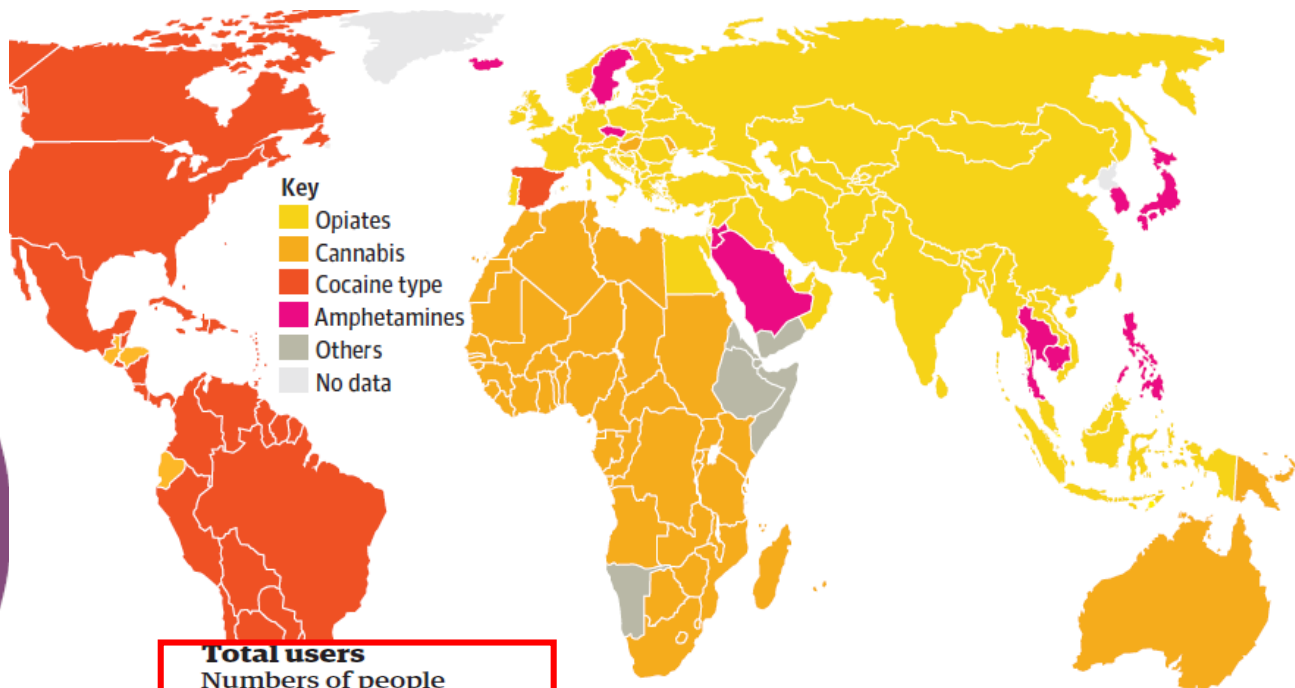 Key
Opiates
Cannabis
Cocaine type
Amphetamines
Others
No data
Total users
Numbers of people